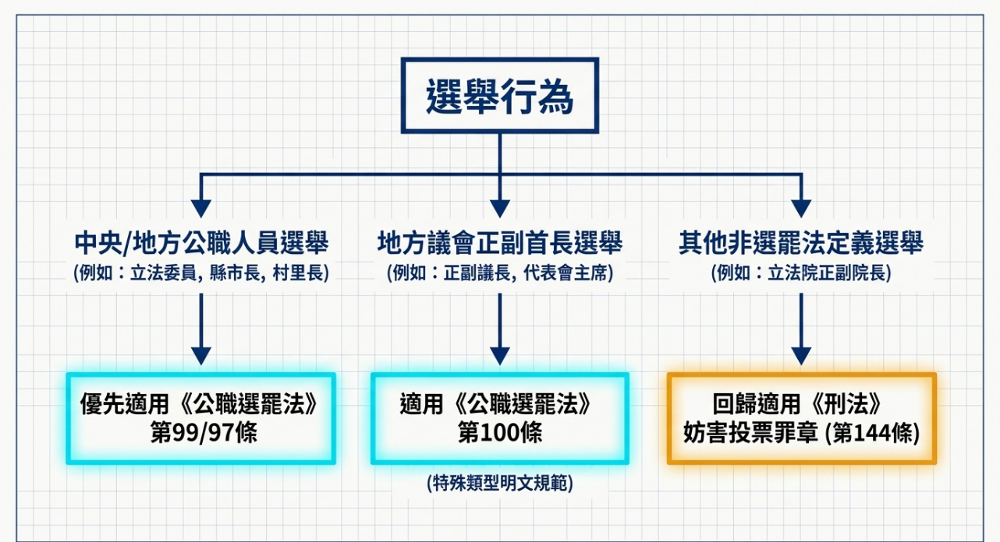 選舉行為
中央/地方公職人員選舉
(例如：立法委員, 縣市長, 村里長)
地方議會正副首長選舉
(例如：正副議長, 代表會主席)
其他非選罷法定義選舉
(例如：立法院正副院長)
優先適用《公職選罷法》
第99/97條
適用《公職選罷法》
第100條
(特殊類型明文規範)
回歸適用《刑法》
妨害投票罪章 (第144條)